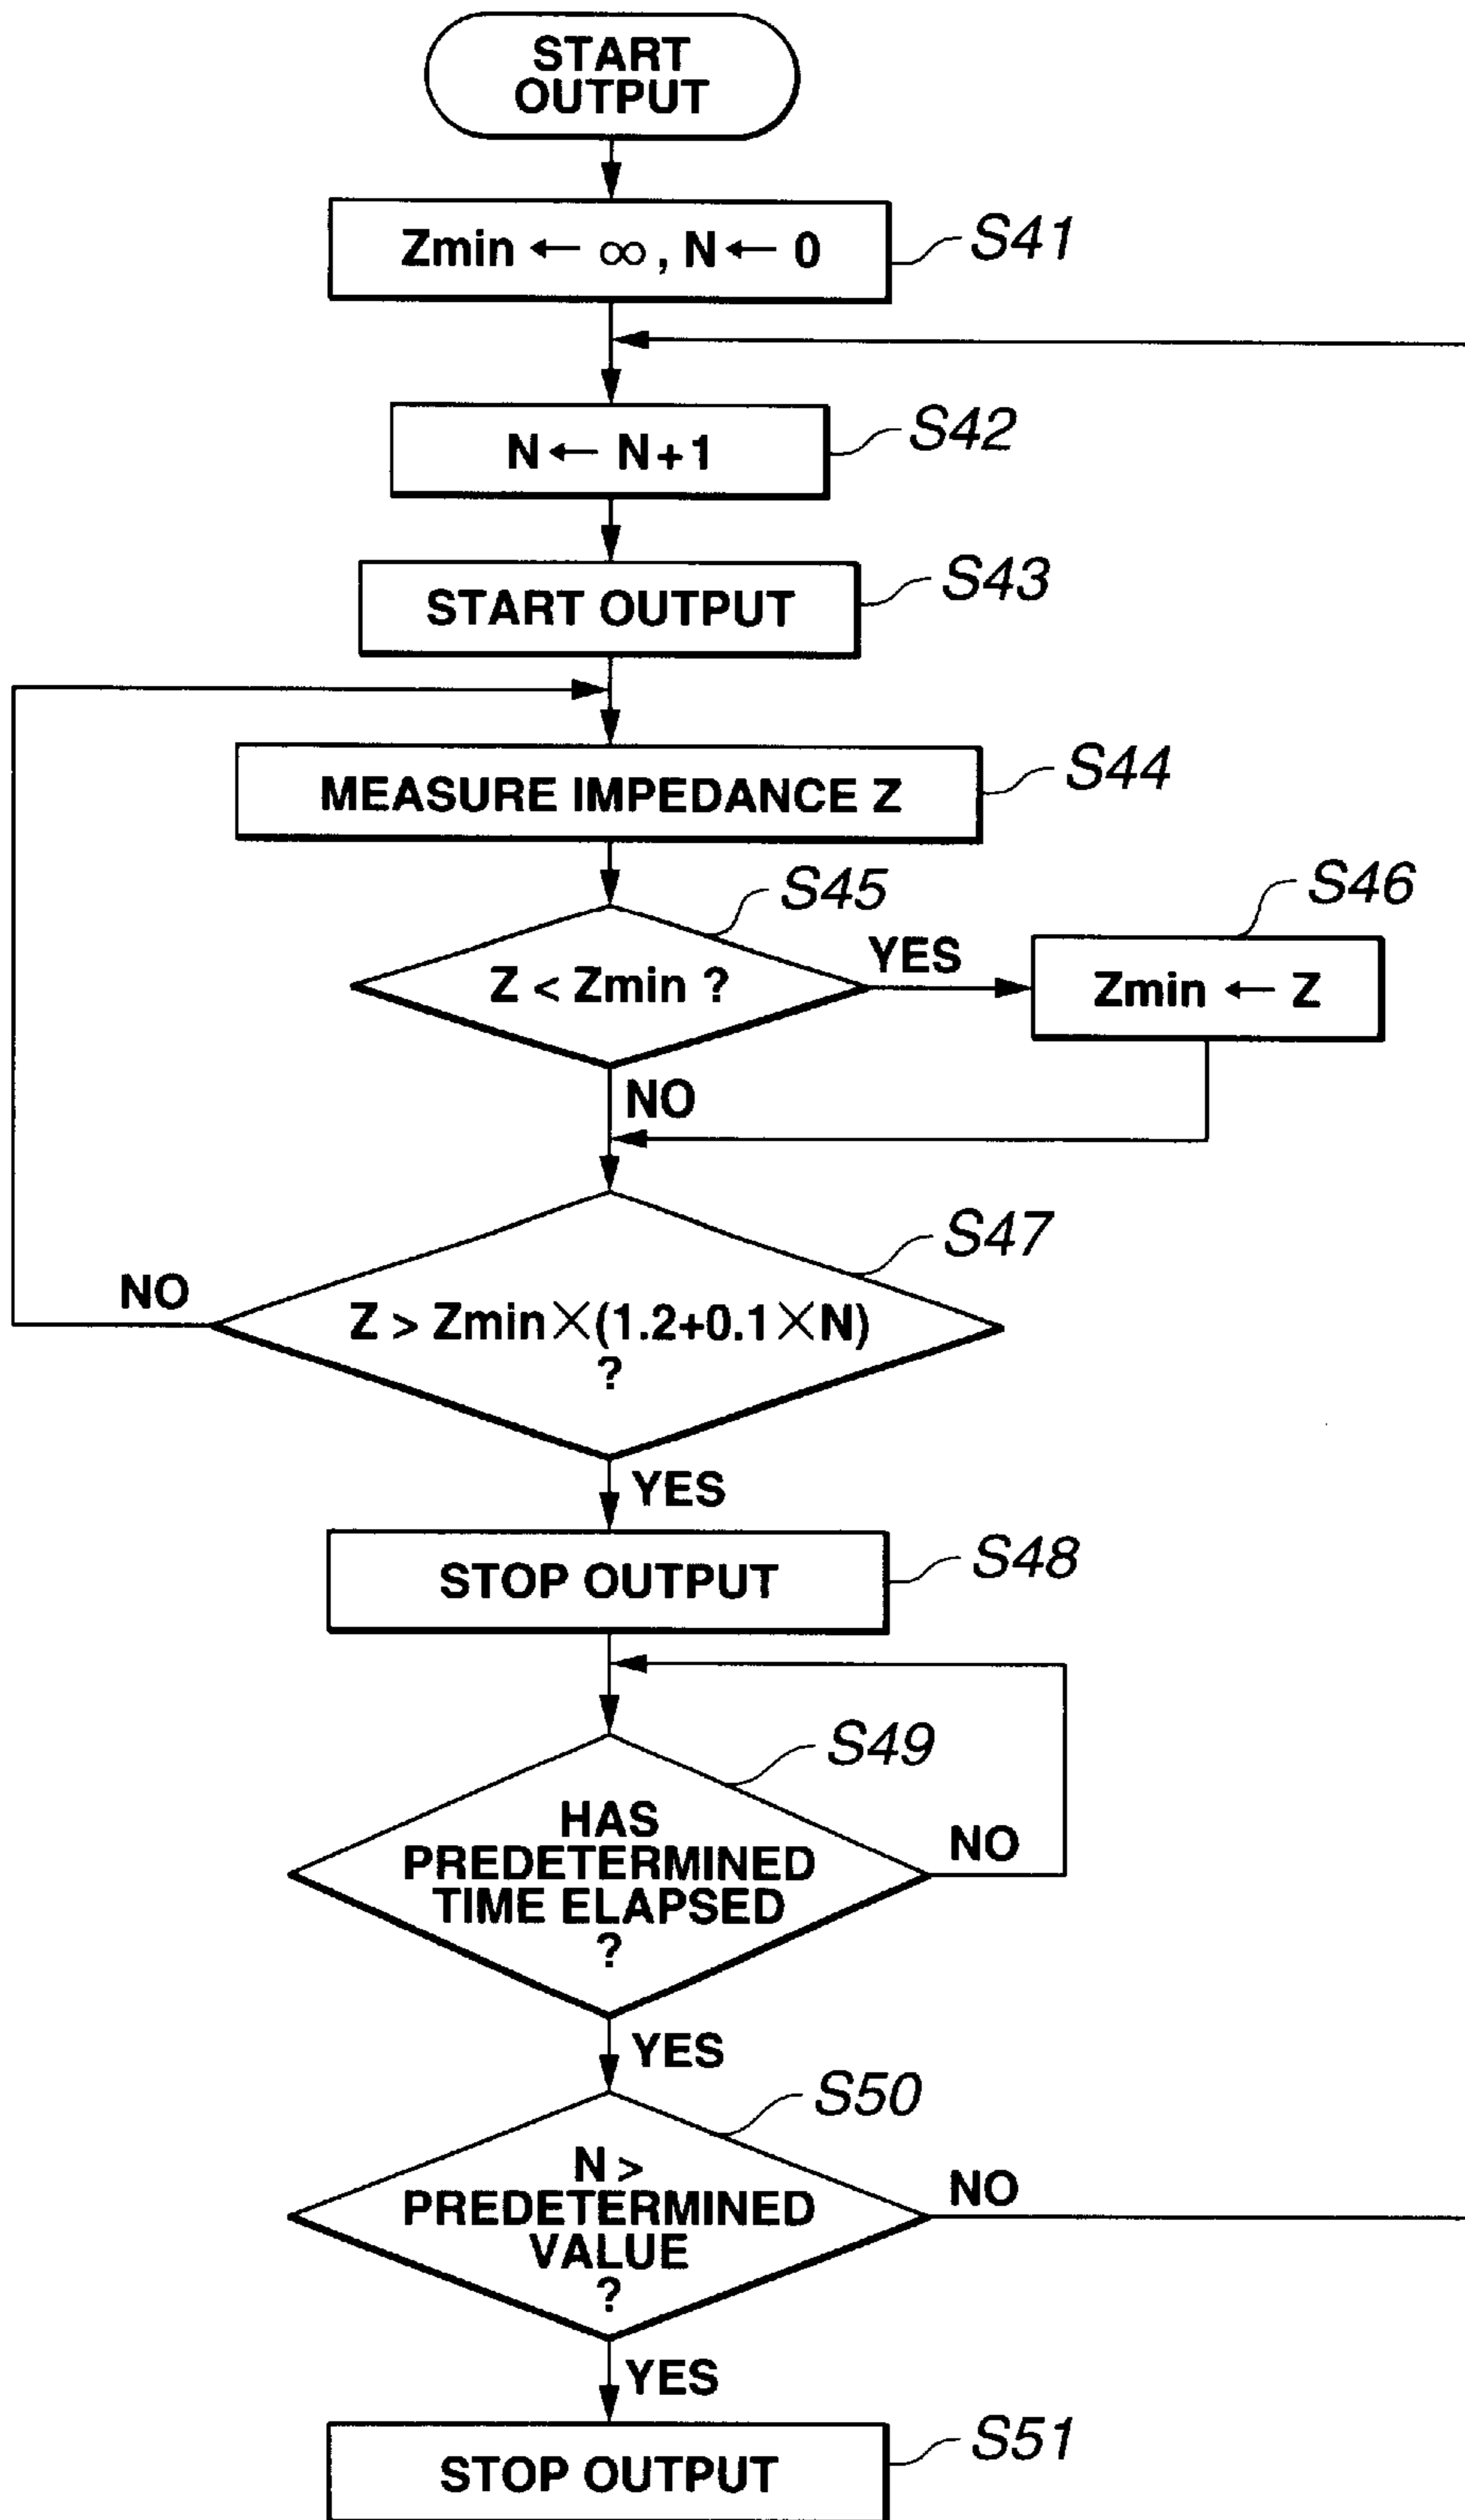 START
OUTPUT
Zmin ← ∞, N ← 0
S41
N ← N+1
S42
START OUTPUT
S43
MEASURE IMPEDANCE Z
S44
S45
Z < Zmin ?
YES
S46
Zmin ← Z
NO
S47
NO
Z > Zmin×(1.2+0.1×N)
?
YES
STOP OUTPUT
S48
S49
HAS
PREDETERMINED
TIME ELAPSED
?
NO
YES
S50
N >
PREDETERMINED
VALUE
?
NO
YES
STOP OUTPUT
S51